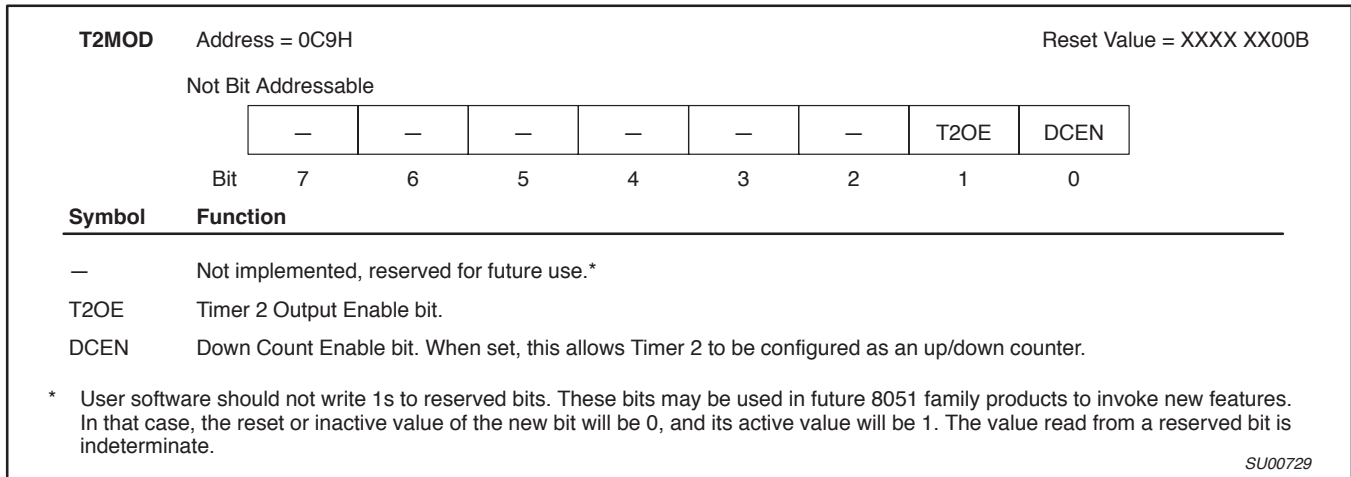 T2MOD Address = 0C9H Reset Value = XXXX XX00B
Not Bit Addressable
— — — — — — T2OE DCEN
Bit 7 6 5 4 3 2 1 0
Symbol Function
— Not implemented, reserved for future use.*
T2OE Timer 2 Output Enable bit.
DCEN Down Count Enable bit. When set, this allows Timer 2 to be configured as an up/down counter.
* User software should not write 1s to reserved bits. These bits may be used in future 8051 family products to invoke new features.
In that case, the reset or inactive value of the new bit will be 0, and its active value will be 1. The value read from a reserved bit is
indeterminate.
SU00729